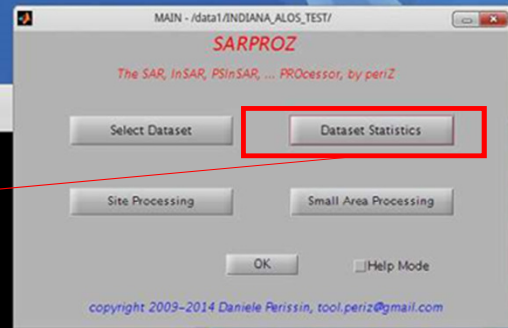 MAIN - /data1/INDIANA_ALOS_TEST/
SARPROZ
The SAR, InSAR, PSInSAR, ... PROcessor, by periZ
Select Dataset
Dataset Statistics
Site Processing
Small Area Processing
OK
Help Mode
copyright 2009-2014 Daniele Perissin, tool.periz@gmail.com